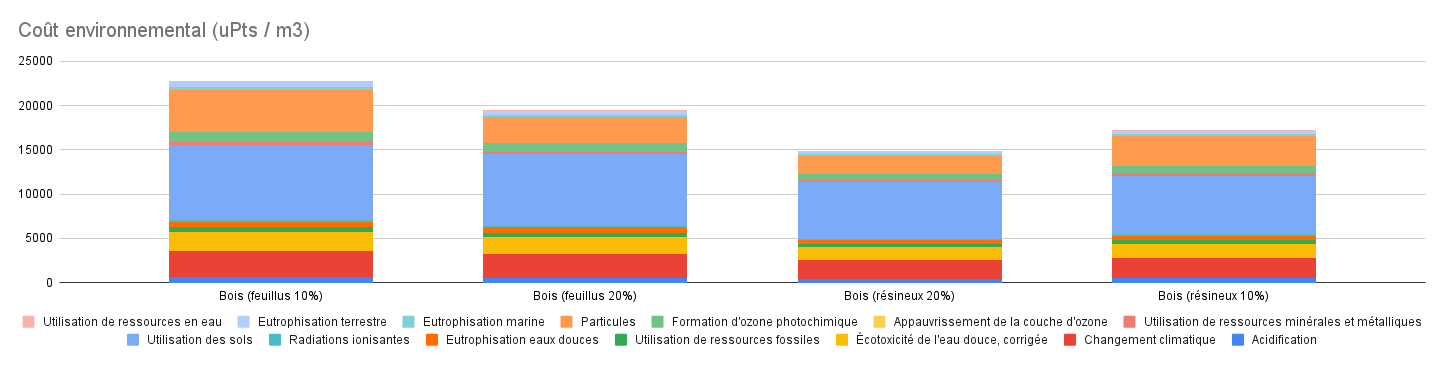 Coût environnemental (uPts / m3)
25000
20000
15000
10000
5000
0
Bois (feuillus 10%) Bois (feuillus 20%) Bois (résineux 20%) Bois (résineux 10%)
Utilisation de ressources en eau Eutrophisation terrestre Eutrophisation marine Particules Formation d'ozone photochimique Appauvrissement de la couche d'ozone Utilisation de ressources minérales et métalliques
Utilisation des sols Radiations ionisantes Eutrophisation eaux douces Utilisation de ressources fossiles Écotoxicité de l'eau douce, corrigée Changement climatique Acidification